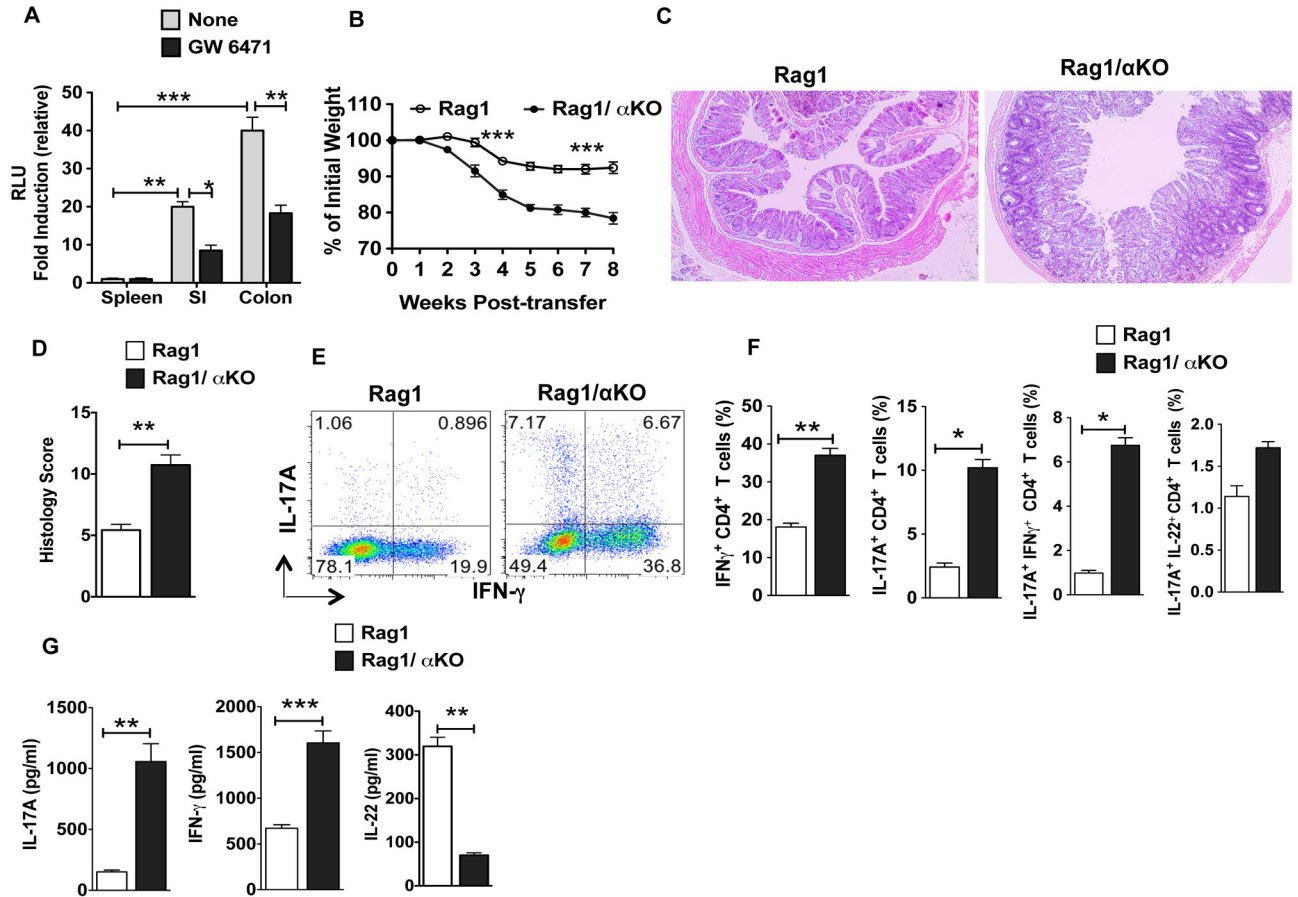 A
None
GW 6471
RLU
Fold Induction (relative)
50
40
30
20
10
0
***
**
**
*
Spleen SI Colon
B
% of Initial Weight
110
100
90
80
70
Rag1 Rag1/ αKO
***
***
0 1 2 3 4 5 6 7 8
Weeks Post-transfer
C
Rag1 Rag1/αKO
D
Rag1
Rag1/ αKO
Histology Score
15
10
5
0
**
E
Rag1 Rag1/αKO
1.06 0.896
78.1 19.9
7.17 6.67
49.4 36.8
IL-17A
IFN-γ
F
Rag1
Rag1/ αKO
IFNγ+ CD4+ T cells (%)
50
40
30
20
10
0
**
IL-17A+ CD4+ T cells (%)
15
10
5
0
*
IL-17A+ IFNγ+ CD4+ T cells (%)
8
6
4
2
0
*
IL-17A+ IL-22+ CD4+ T cells (%)
2.0
1.5
1.0
0.5
0.0
G
Rag1
Rag1/ αKO
IL-17A (pg/ml)
1500
1000
500
0
**
IFN-γ (pg/ml)
2000
1500
1000
500
0
***
IL-22 (pg/ml)
400
300
200
100
0
**